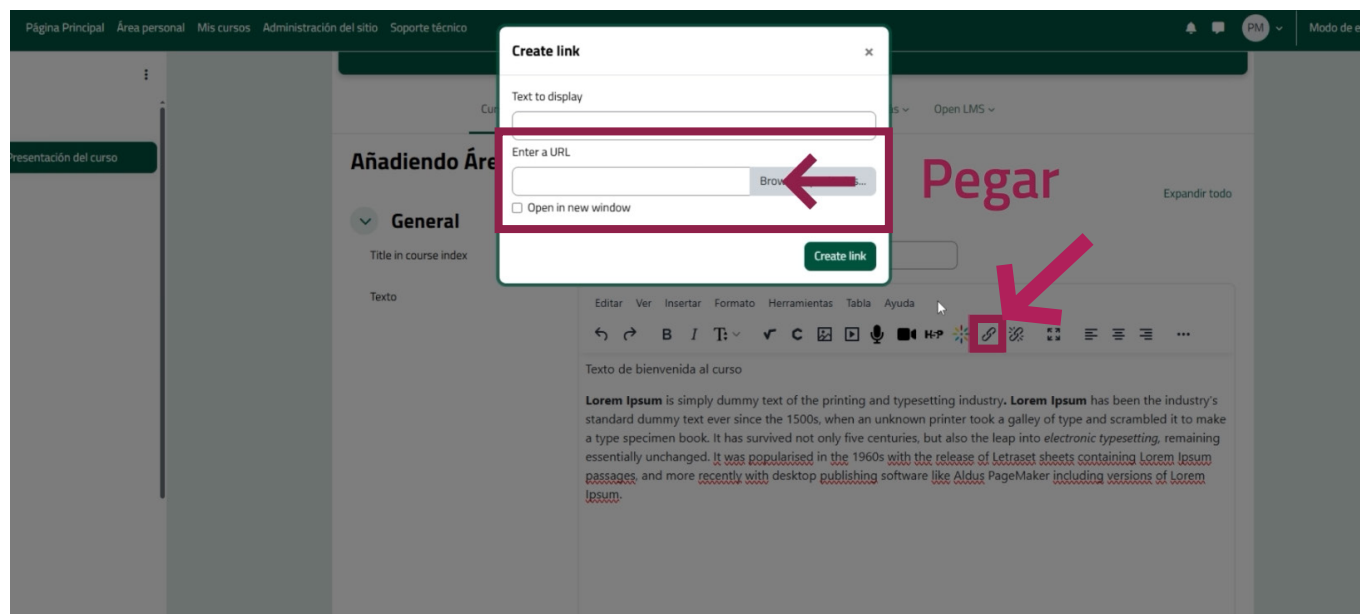 Página Principal Área personal Mis cursos Administración del sitio Soporte técnico
PM
Modo de e
Create link
×
Text to display
Cur
Open LMS
Presentación del curso
Enter a URL
Añadiendo Áre
Pegar
Expandir todo
Open in new window
General
Title in course index
Create link
Texto
Editar Ver Insertar Formato Herramientas Tabla Ayuda
B I T: C H-P
Texto de bienvenida al curso
Lorem Ipsum is simply dummy text of the printing and typesetting industry. Lorem Ipsum has been the industry's
standard dummy text ever since the 1500s, when an unknown printer took a galley of type and scrambled it to make
a type specimen book. It has survived not only five centuries, but also the leap into electronic typesetting, remaining
essentially unchanged. It was popularised in the 1960s with the release of Letraset sheets containing Lorem Ipsum
passages, and more recently with desktop publishing software like Aldus PageMaker including versions of Lorem
Ipsum.